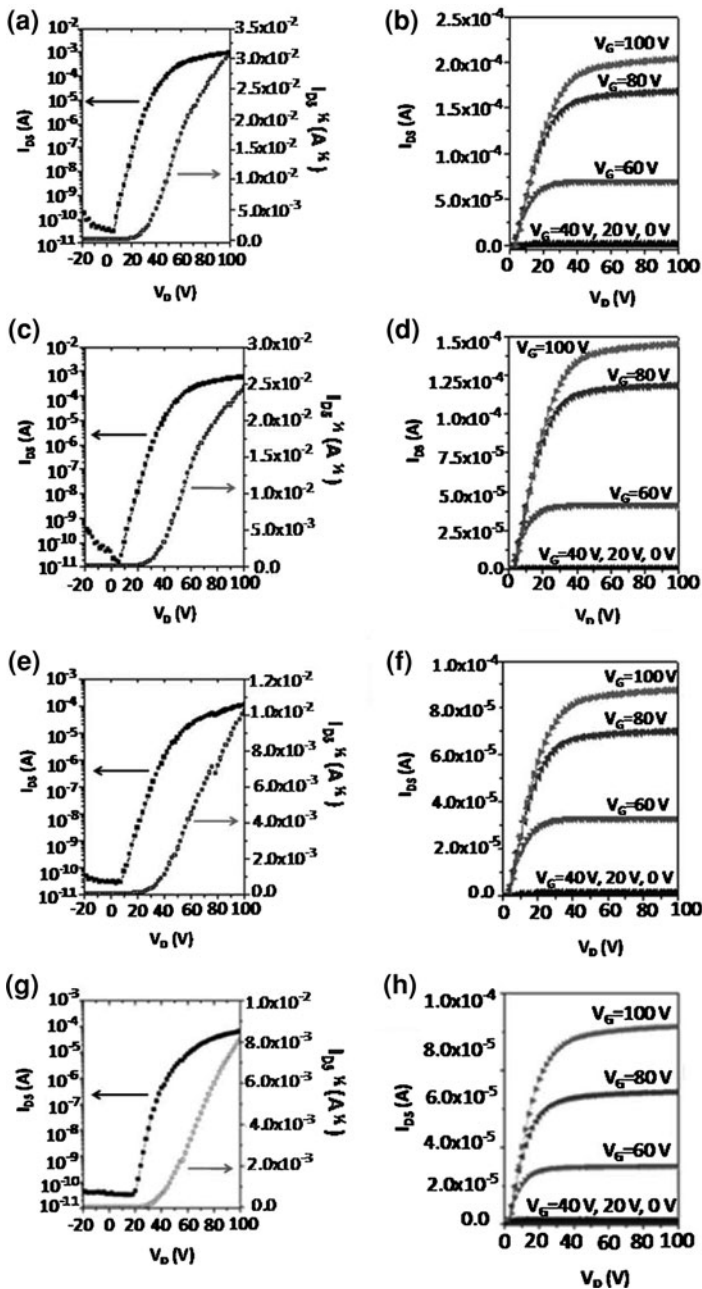 (a)
I_DS (A)
10⁻²
10⁻³
10⁻⁴
10⁻⁵
10⁻⁶
10⁻⁷
10⁻⁸
10⁻⁹
10⁻¹⁰
10⁻¹¹
3.5x10⁻²
3.0x10⁻²
2.5x10⁻²
2.0x10⁻²
1.5x10⁻²
1.0x10⁻²
5.0x10⁻³
0.0
I_DS^½ (A^½)
-20 0 20 40 60 80 100
V_D (V)
(b)
I_DS (A)
2.5x10⁻⁴
2.0x10⁻⁴
1.5x10⁻⁴
1.0x10⁻⁴
5.0x10⁻⁵
0.0
V_G=100 V
V_G=80 V
V_G=60 V
V_G=40 V, 20 V, 0 V
0 20 40 60 80 100
V_D (V)
(c)
I_DS (A)
10⁻²
10⁻³
10⁻⁴
10⁻⁵
10⁻⁶
10⁻⁷
10⁻⁸
10⁻⁹
10⁻¹⁰
10⁻¹¹
3.0x10⁻²
2.5x10⁻²
2.0x10⁻²
1.5x10⁻²
1.0x10⁻²
5.0x10⁻³
0.0
I_DS^½ (A^½)
-20 0 20 40 60 80 100
V_D (V)
(d)
I_DS (A)
1.5x10⁻⁴
1.25x10⁻⁴
1.0x10⁻⁴
7.5x10⁻⁵
5.0x10⁻⁵
2.5x10⁻⁵
0.0
V_G=100 V
V_G=80 V
V_G=60 V
V_G=40 V, 20 V, 0 V
0 20 40 60 80 100
V_D (V)
(e)
I_DS (A)
10⁻³
10⁻⁴
10⁻⁵
10⁻⁶
10⁻⁷
10⁻⁸
10⁻⁹
10⁻¹⁰
10⁻¹¹
1.2x10⁻²
1.0x10⁻²
8.0x10⁻³
6.0x10⁻³
4.0x10⁻³
2.0x10⁻³
0.0
I_DS^½ (A^½)
-20 0 20 40 60 80 100
V_D (V)
(f)
I_DS (A)
1.0x10⁻⁴
8.0x10⁻⁵
6.0x10⁻⁵
4.0x10⁻⁵
2.0x10⁻⁵
0.0
V_G=100 V
V_G=80 V
V_G=60 V
V_G=40 V, 20 V, 0 V
0 20 40 60 80 100
V_D (V)
(g)
I_DS (A)
10⁻³
10⁻⁴
10⁻⁵
10⁻⁶
10⁻⁷
10⁻⁸
10⁻⁹
10⁻¹⁰
10⁻¹¹
1.0x10⁻²
8.0x10⁻³
6.0x10⁻³
4.0x10⁻³
2.0x10⁻³
0.0
I_DS^½ (A^½)
-20 0 20 40 60 80 100
V_D (V)
(h)
I_DS (A)
1.0x10⁻⁴
8.0x10⁻⁵
6.0x10⁻⁵
4.0x10⁻⁵
2.0x10⁻⁵
0.0
V_G=100 V
V_G=80 V
V_G=60 V
V_G=40 V, 20 V, 0 V
0 20 40 60 80 100
V_D (V)